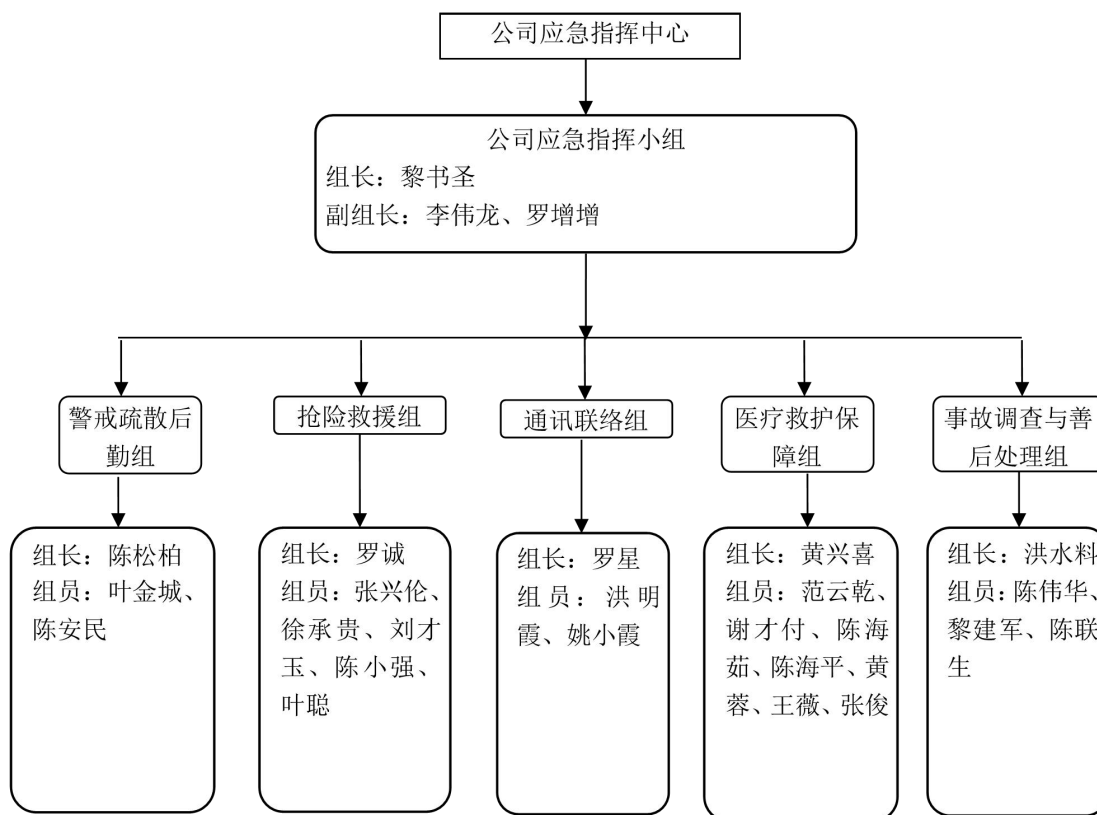 公司应急指挥中心
公司应急指挥小组
组长：黎书圣
副组长：李伟龙、罗增增
警戒疏散后
勤组
抢险救援组
通讯联络组
医疗救护保
障组
事故调查与善
后处理组
组长：陈松柏
组员：叶金城、
陈安民
组长：罗诚
组员：张兴伦、
徐承贵、刘才
玉、陈小强、
叶聪
组长：罗星
组员：洪明
霞、姚小霞
组长：黄兴喜
组员：范云乾、
谢才付、陈海
茹、陈海平、黄
蓉、王薇、张俊
组长：洪水料
组员：陈伟华、
黎建军、陈联
生